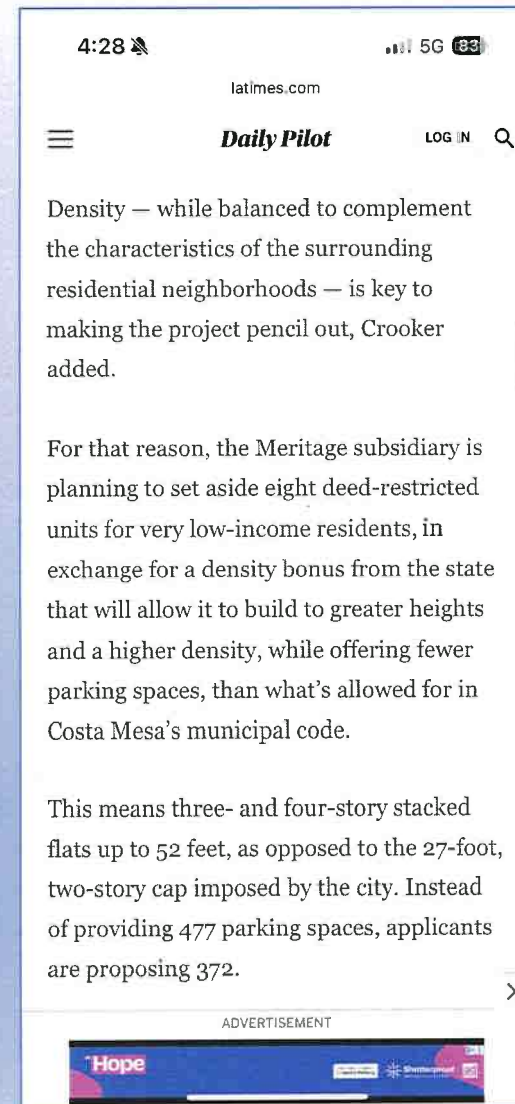 4:28
5G 83
latimes.com
Daily Pilot
LOG IN
Density — while balanced to complement
the characteristics of the surrounding
residential neighborhoods — is key to
making the project pencil out, Crooker
added.
For that reason, the Meritage subsidiary is
planning to set aside eight deed-restricted
units for very low-income residents, in
exchange for a density bonus from the state
that will allow it to build to greater heights
and a higher density, while offering fewer
parking spaces, than what's allowed for in
Costa Mesa's municipal code.
This means three- and four-story stacked
flats up to 52 feet, as opposed to the 27-foot,
two-story cap imposed by the city. Instead
of providing 477 parking spaces, applicants
are proposing 372.
ADVERTISEMENT
Hope